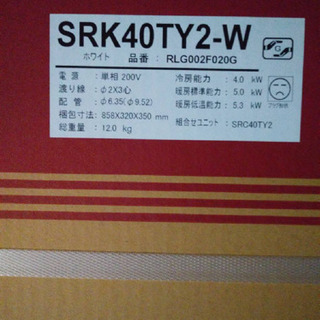 SRK40TY2-W
ホワイト 品番: RLG002F020G
電源:単相 200V 冷房能力: 4.0 kW
渡り線:φ2X3心 暖房標準能力: 5.0 kW
配管:φ6.35(φ9.52) 暖房低温能力: 5.3 kW
梱包寸法:858X320X350 mm
総重量:12.0 kg 組合せユニット:SRC40TY2